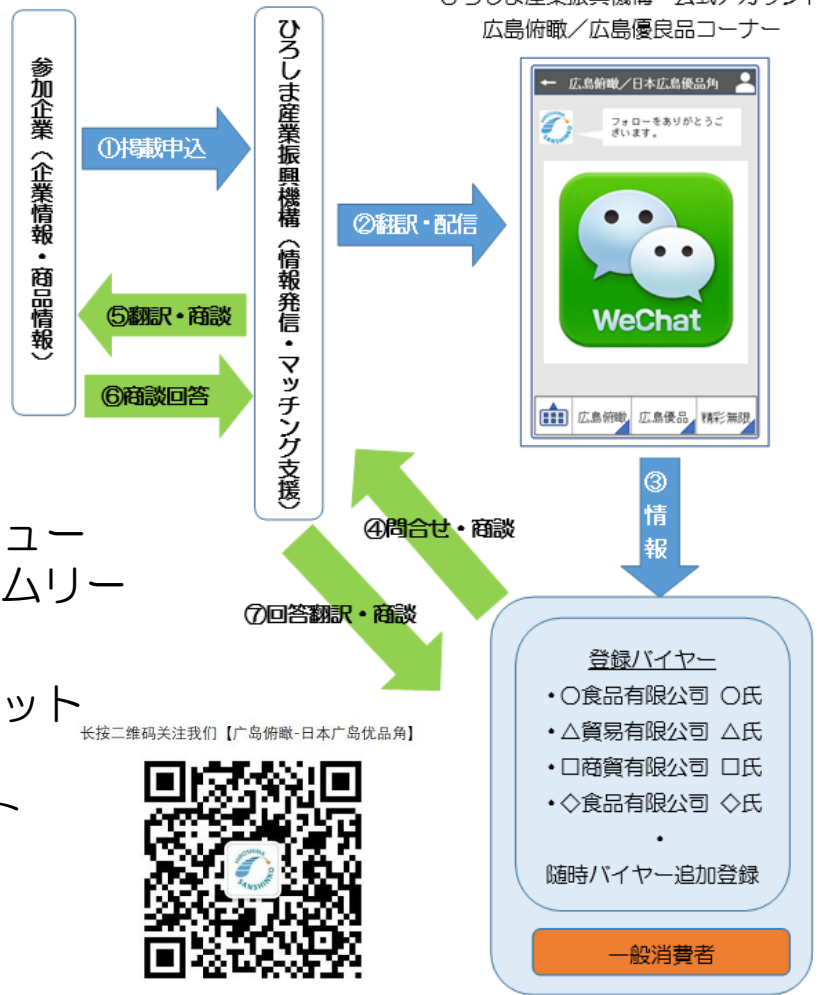 広島俯瞰／広島優良品コーナー
参加企業（企業情報・商品情報）
①掲載申込
ひろしま産業振興機構（情報発信・マッチング支援）
②翻訳・配信
← 広島俯瞰／日本広島優品角
SANSHINKO
フォローをありがとうご
ざいます。
WeChat
広島俯瞰
広島優品
精彩無限
⑤翻訳・商談
⑥商談回答
③
情
報
④問合せ・商談
⑦回答翻訳・商談
ュー
ムリー
ット
ト
登録バイヤー
・〇食品有限公司 〇氏
・△貿易有限公司 △氏
・□商貿有限公司 □氏
・◇食品有限公司 ◇氏
・
随時バイヤー追加登録
一般消費者
长按二维码关注我们【广岛俯瞰-日本广岛优品角】
HIROSHIMA
SANSHINKO